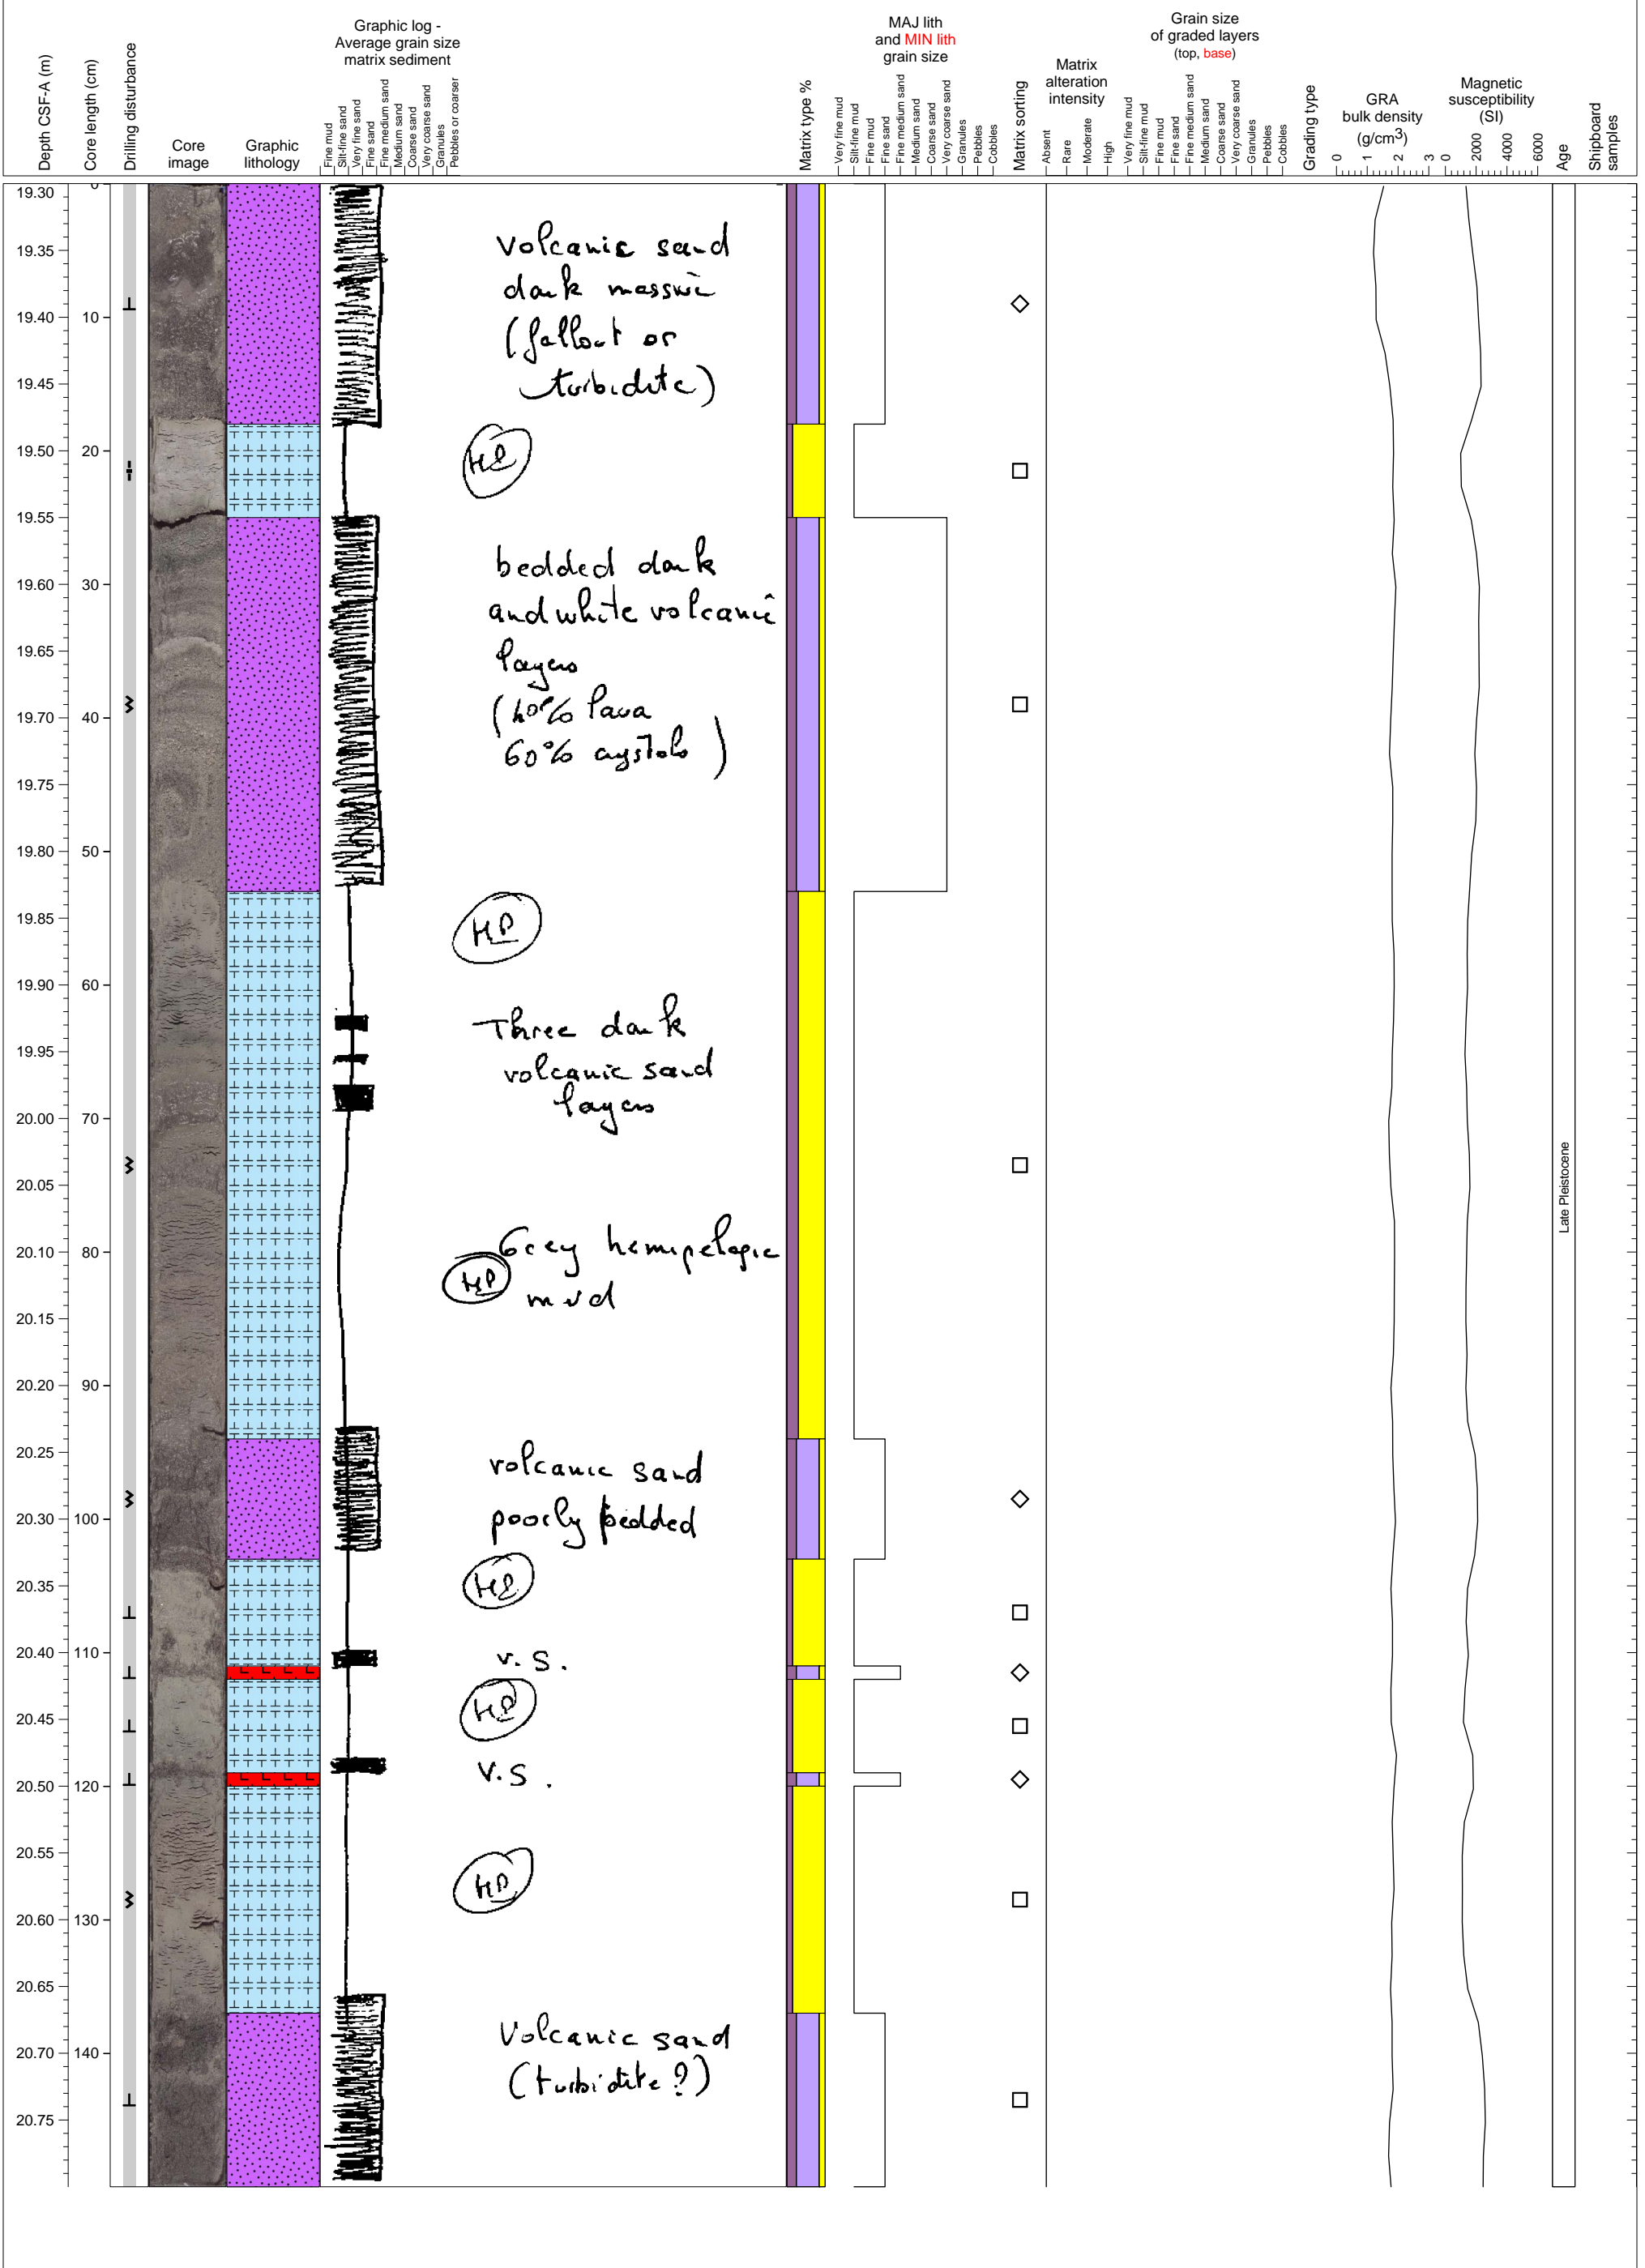 Graphic log -
Average grain size
matrix sediment
MAJ lith
and MIN lith
grain size
Grain size
of graded layers
(top, base)
Matrix
alteration
intensity
GRA
bulk density
(g/cm3)
Magnetic
susceptibility
(SI)
Depth CSF-A (m)
Core length (cm)
Drilling disturbance
Core
image
Graphic
lithology
Fine mud
Silt-fine sand
Very fine sand
Fine sand
Fine medium sand
Medium sand
Coarse sand
Very coarse sand
Granules
Pebbles or coarser
Matrix type %
Very fine mud
Silt-fine mud
Fine mud
Fine sand
Fine medium sand
Medium sand
Coarse sand
Very coarse sand
Granules
Pebbles
Cobbles
Matrix sorting
Absent
Rare
Moderate
High
Very fine mud
Silt-fine mud
Fine mud
Fine sand
Fine medium sand
Medium sand
Coarse sand
Very coarse sand
Granules
Pebbles
Cobbles
Grading type
0 1 2 3
0 2000 4000 6000
Age
Shipboard
samples
19.30 0
19.35
19.40 10
19.45
19.50 20
19.55
19.60 30
19.65
19.70 40
19.75
19.80 50
19.85
19.90 60
19.95
20.00 70
20.05
20.10 80
20.15
20.20 90
20.25
20.30 100
20.35
20.40 110
20.45
20.50 120
20.55
20.60 130
20.65
20.70 140
20.75
volcanic sand
dark massive
(fallout or
turbidite)
HP
bedded dark
and white volcanic
layers
(40% lava
60% crystals)
HP
Three dark
volcanic sand
layers
Grey hemipelagic
HP mud
volcanic sand
poorly bedded
HP
v. s.
HP
V.S.
HP
Volcanic sand
(turbidite?)
Late Pleistocene